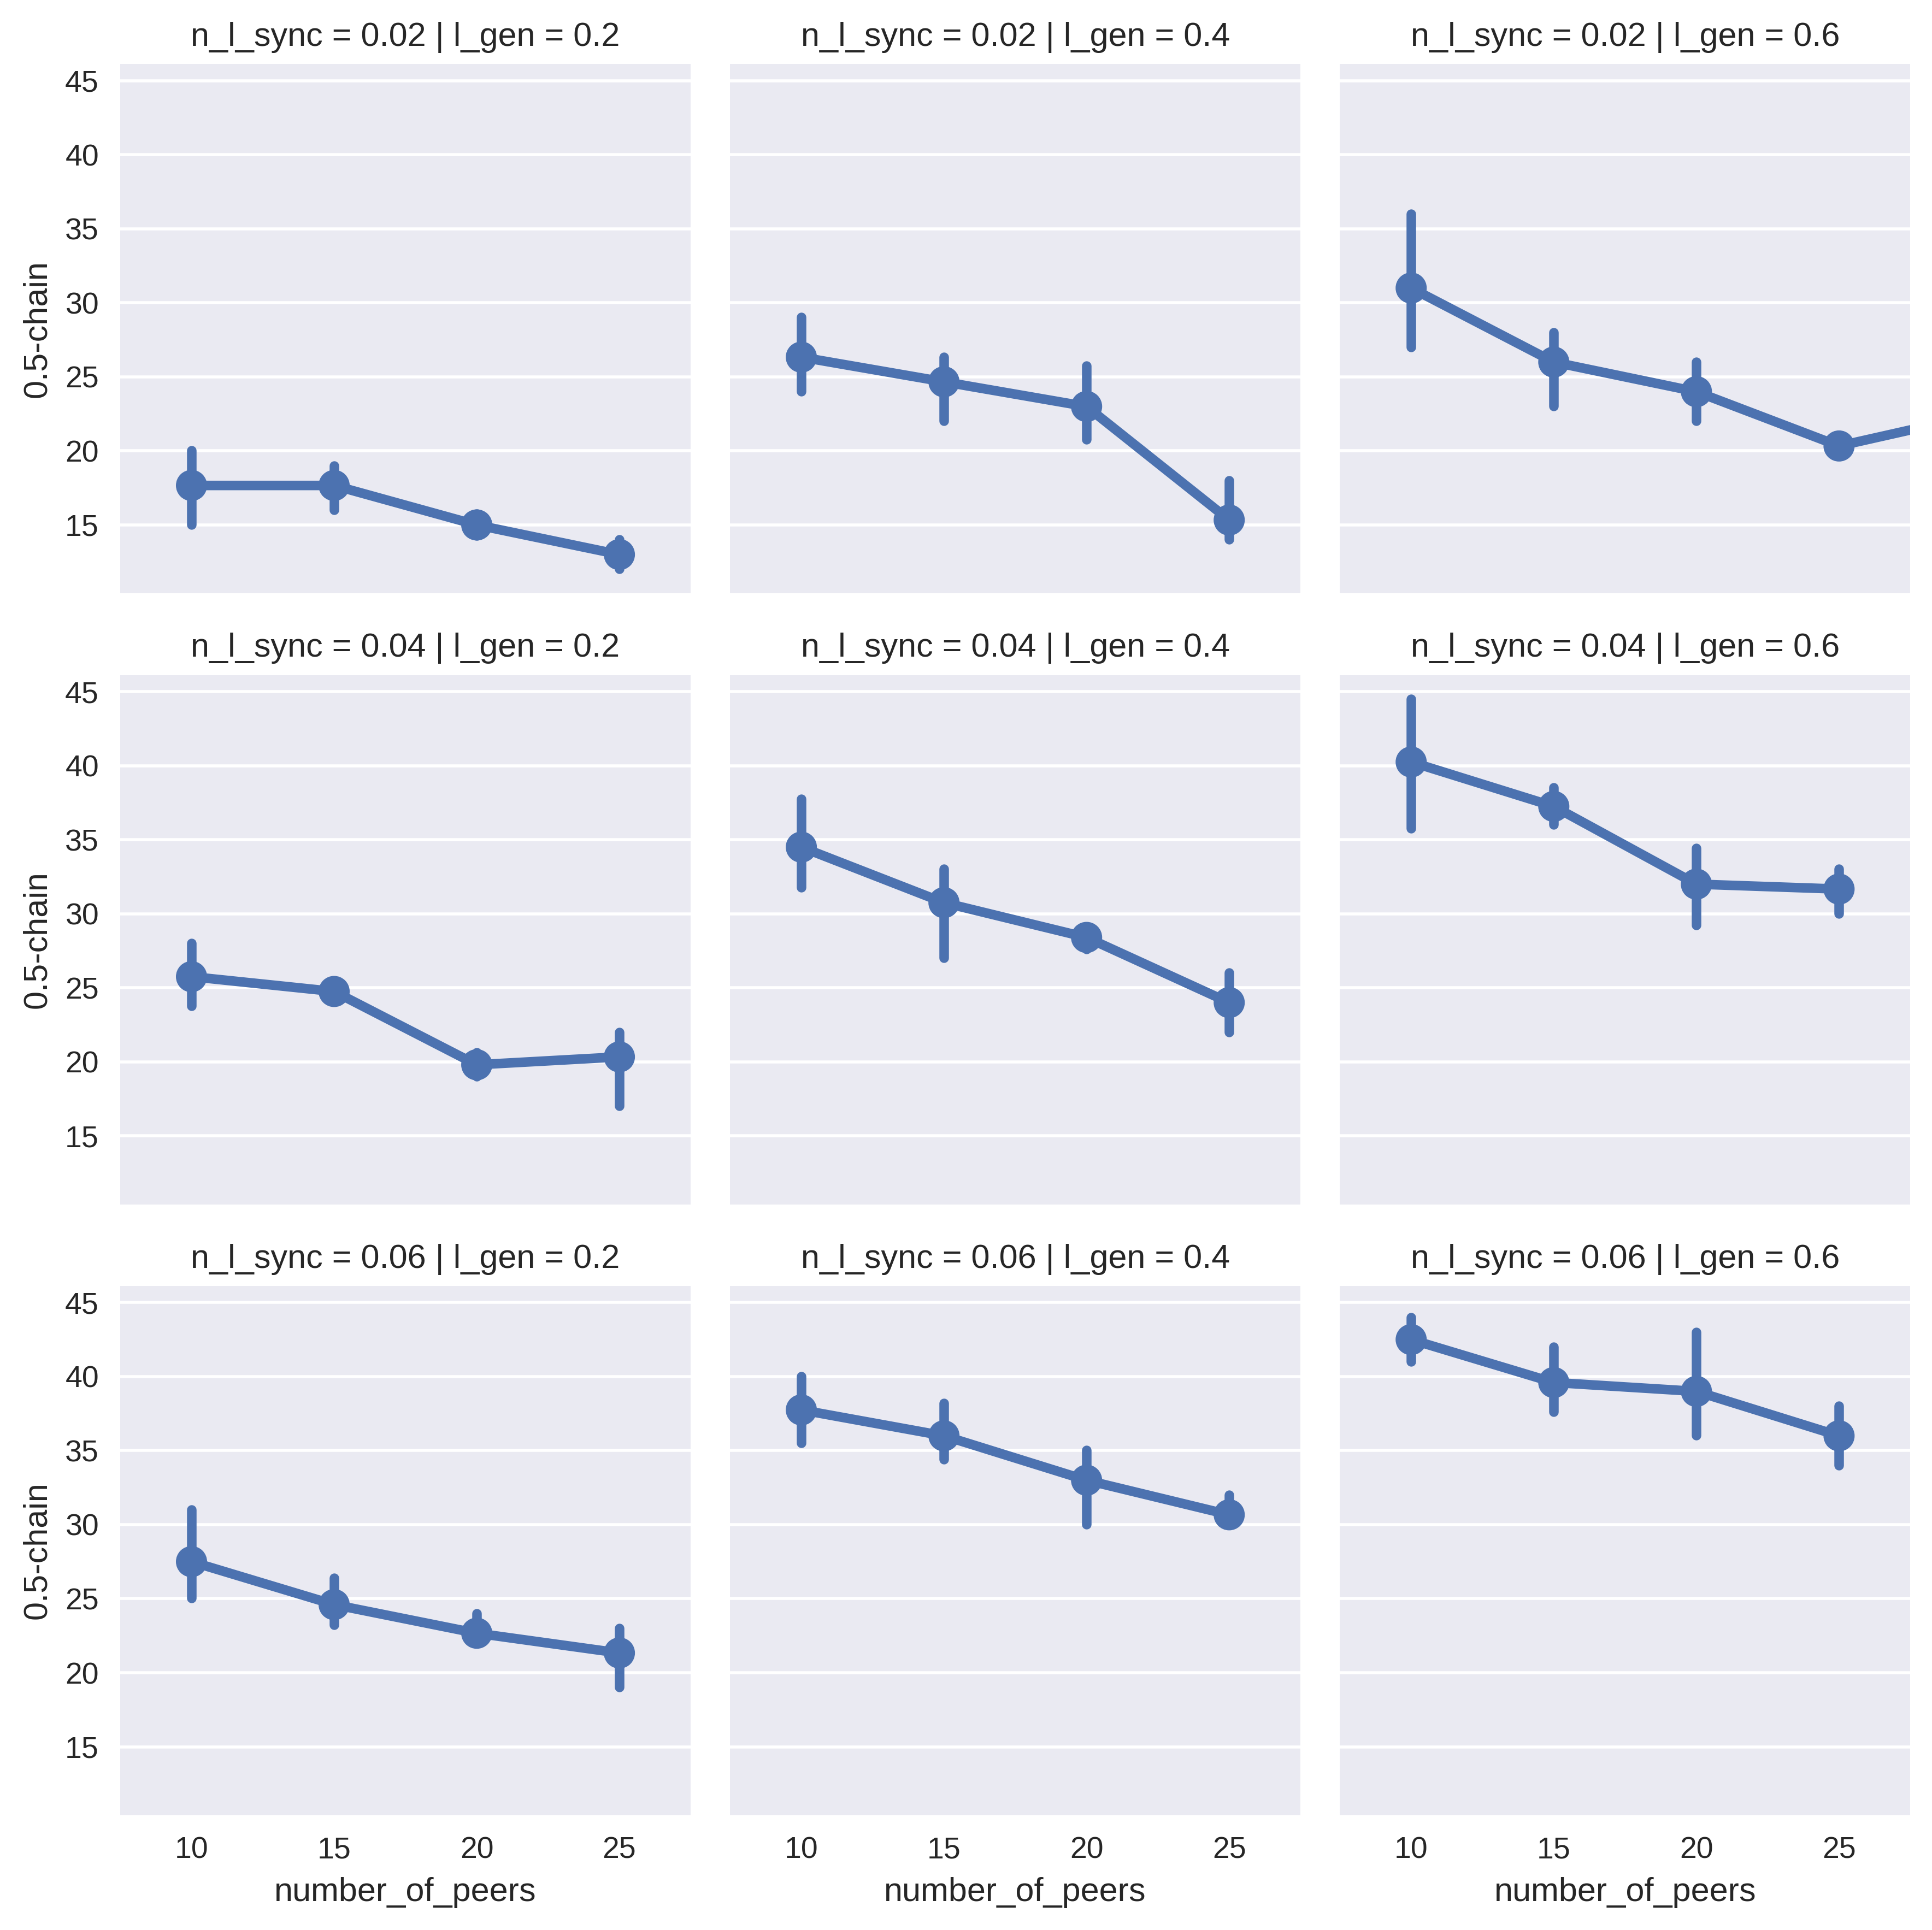 n_l_sync = 0.02 | l_gen = 0.2
n_l_sync = 0.02 | l_gen = 0.4
n_l_sync = 0.02 | l_gen = 0.6
45
40
35
30
25
20
15
0.5-chain
n_l_sync = 0.04 | l_gen = 0.2
n_l_sync = 0.04 | l_gen = 0.4
n_l_sync = 0.04 | l_gen = 0.6
45
40
35
30
25
20
15
0.5-chain
n_l_sync = 0.06 | l_gen = 0.2
n_l_sync = 0.06 | l_gen = 0.4
n_l_sync = 0.06 | l_gen = 0.6
45
40
35
30
25
20
15
0.5-chain
10 15 20 25
10 15 20 25
10 15 20 25
number_of_peers
number_of_peers
number_of_peers